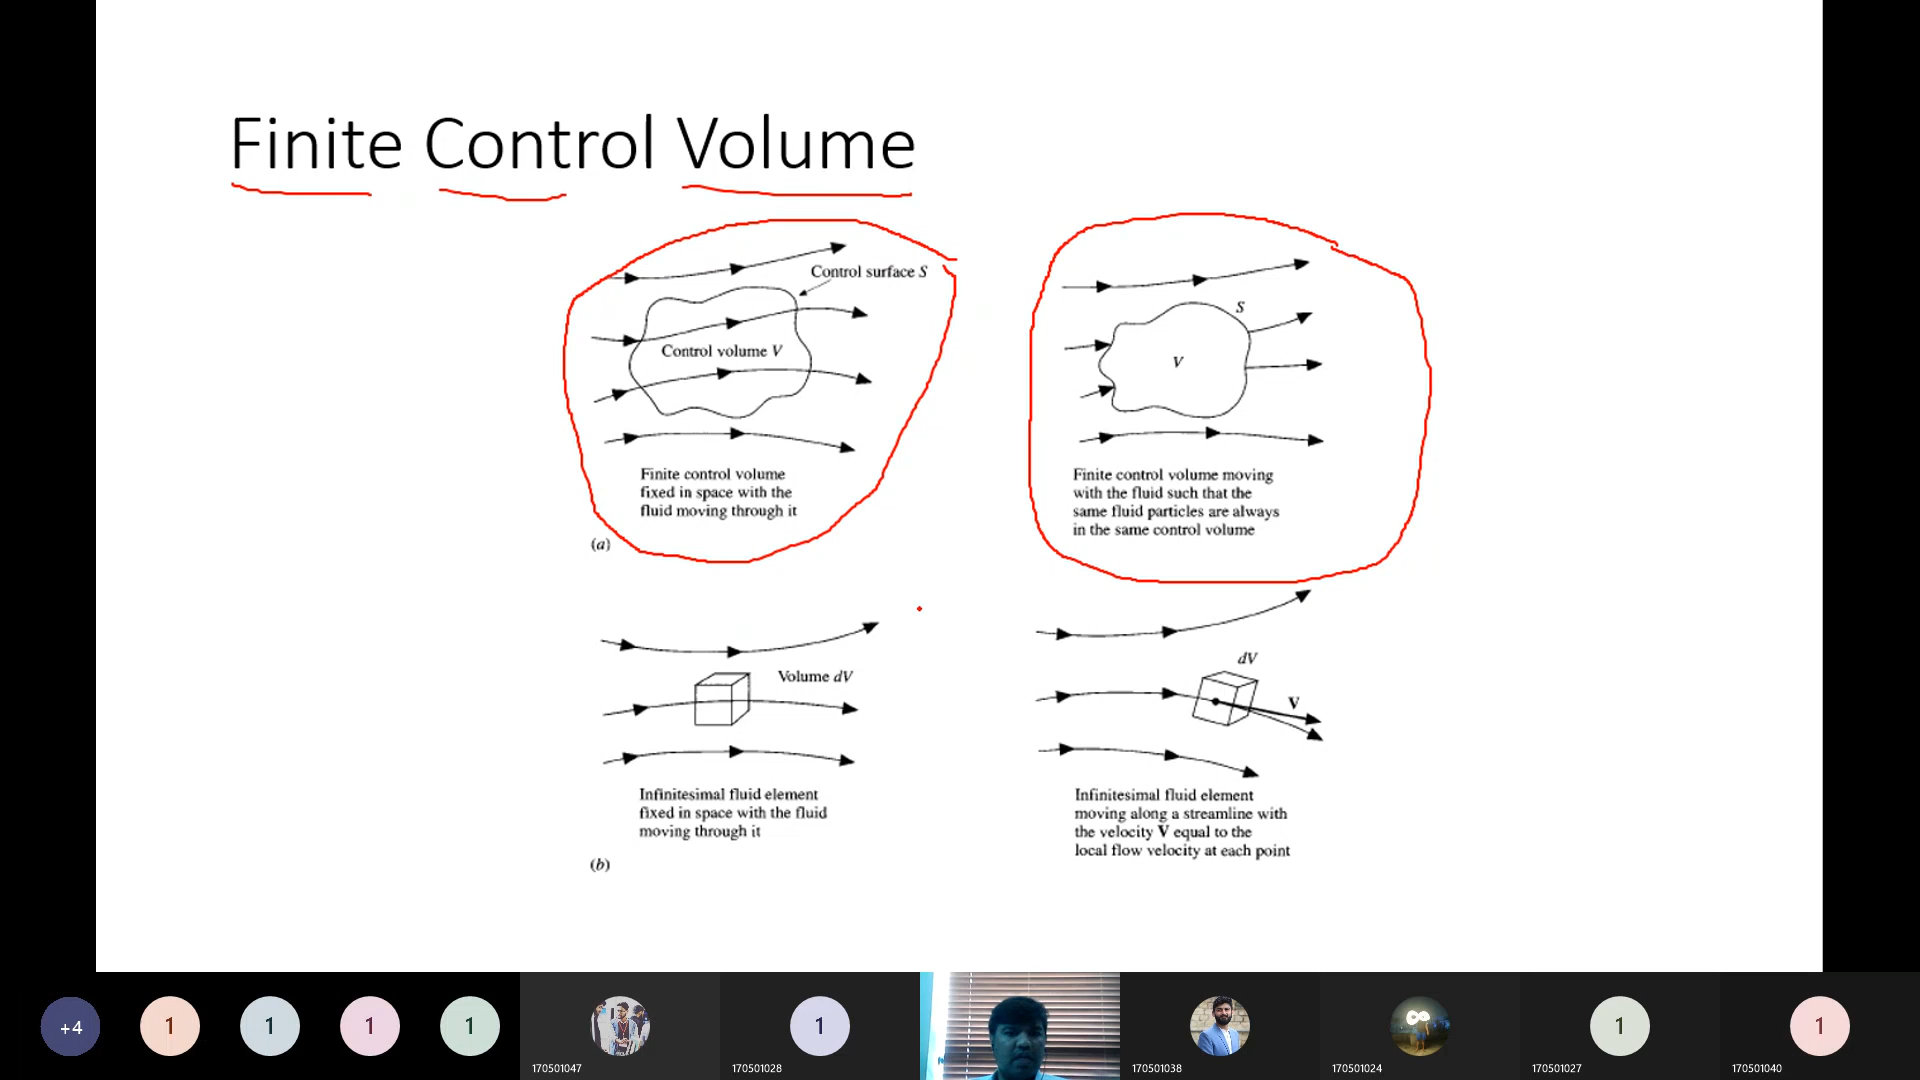 Finite Control Volume
Control surface S
Control volume V
Finite control volume
fixed in space with the
fluid moving through it
S
V
Finite control volume moving
with the fluid such that the
same fluid particles are always
in the same control volume
(a)
Volume dV
Infinitesimal fluid element
fixed in space with the fluid
moving through it
dV
V
Infinitesimal fluid element
moving along a streamline with
the velocity V equal to the
local flow velocity at each point
(b)
+4
1
1
1
1
170501047
1
170501028
170501038
170501024
1
170501027
1
170501040